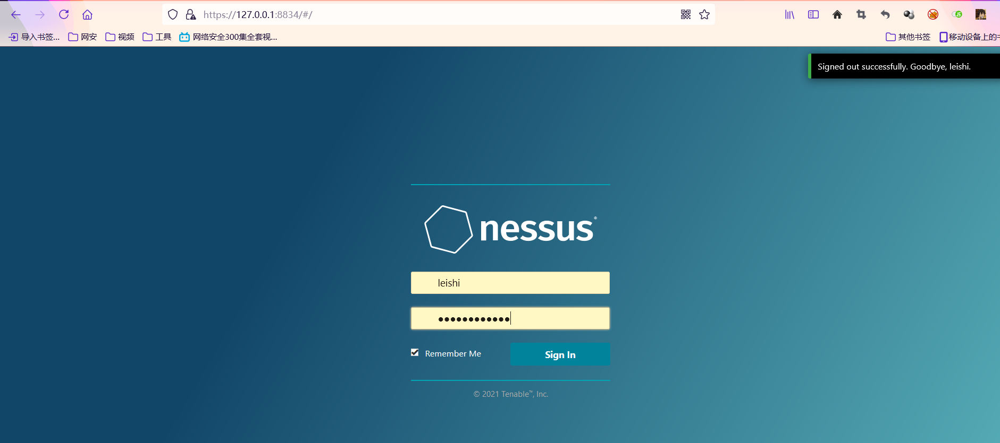 https://127.0.0.1:8834/#/
导入书签... 网安 视频 工具 网络安全300集全套视... 其他书签 移动设备上的书
Signed out successfully. Goodbye, leishi.
nessus®
leishi
●●●●●●●●●●●●
Remember Me
Sign In
© 2021 Tenable™, Inc.